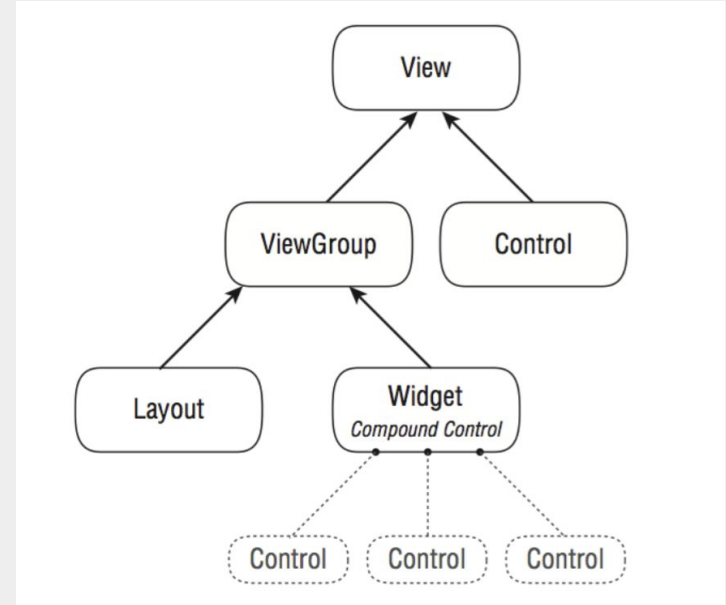 View
ViewGroup
Control
Layout
Widget
Compound Control
Control
Control
Control